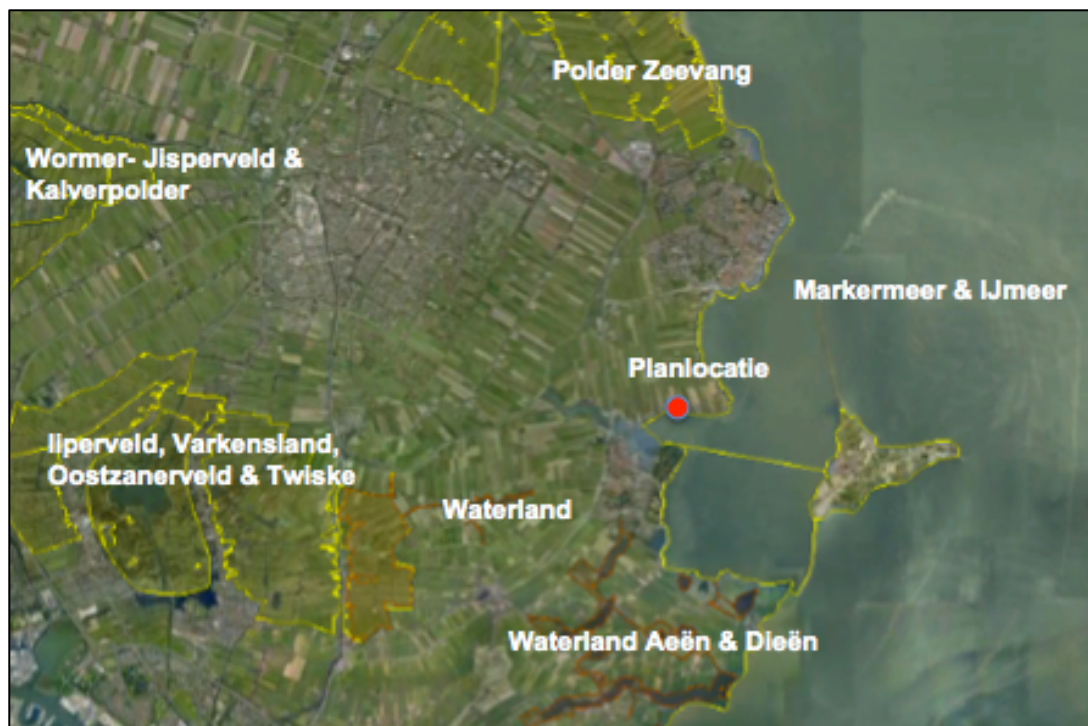 Polder Zeevang
Wormer- Jisperveld &
Kalverpolder
Markermeer & IJmeer
Planlocatie
Ilperveld, Varkensland,
Oostzanerveld & Twiske
Waterland
Waterland Aeën & Dieën